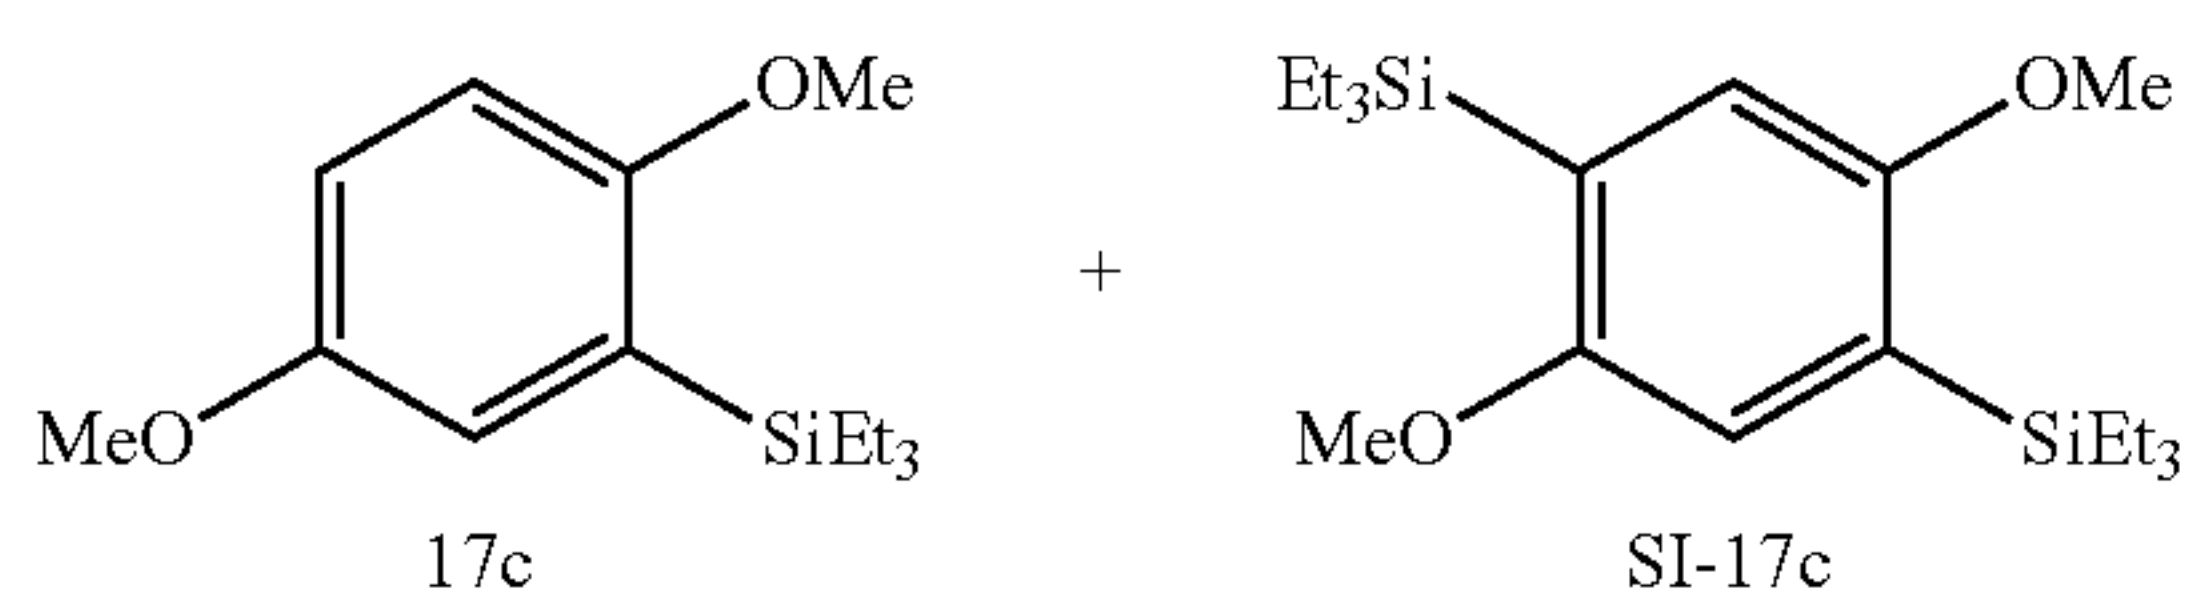 OMe
MeO
SiEt₃
17c
+
Et₃Si
OMe
MeO
SiEt₃
SI-17c